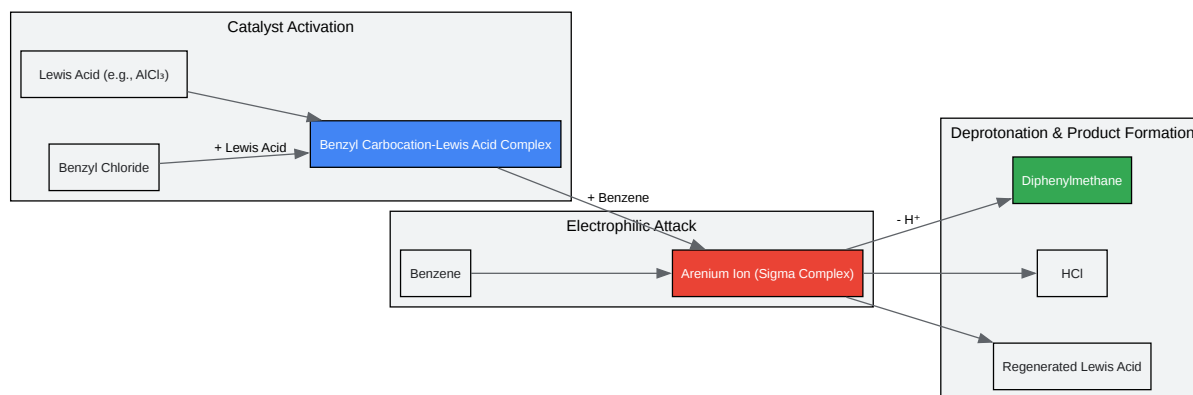 Catalyst Activation
Lewis Acid (e.g., AlCl₃)
Benzyl Chloride
+ Lewis Acid
Benzyl Carbocation-Lewis Acid Complex
+ Benzene
Electrophilic Attack
Benzene
Arenium Ion (Sigma Complex)
- H⁺
Deprotonation & Product Formation
Diphenylmethane
HCl
Regenerated Lewis Acid